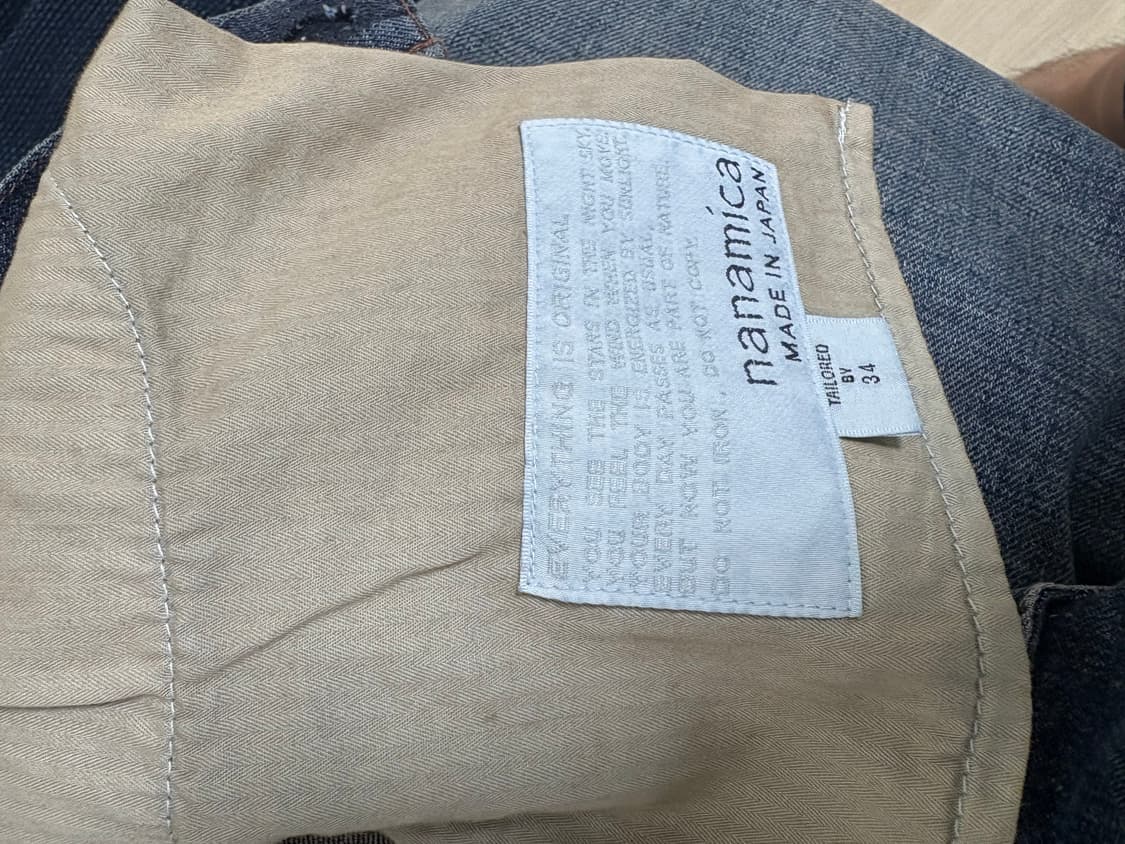 EVERYTHING IS ORIGINAL
YOU SEE THE STARS IN THE NIGHT SKY,
YOU FEEL THE WIND WHEN YOU MOVE,
YOUR BODY IS ENERGIZED BY SUNLIGHT.
EVERY DAY PASSES AS USUAL,
BUT NOW YOU ARE PART OF NATURE.
DO NOT IRON, DO NOT COPY.
nanamica
MADE IN JAPAN
TAILORED
BY
34